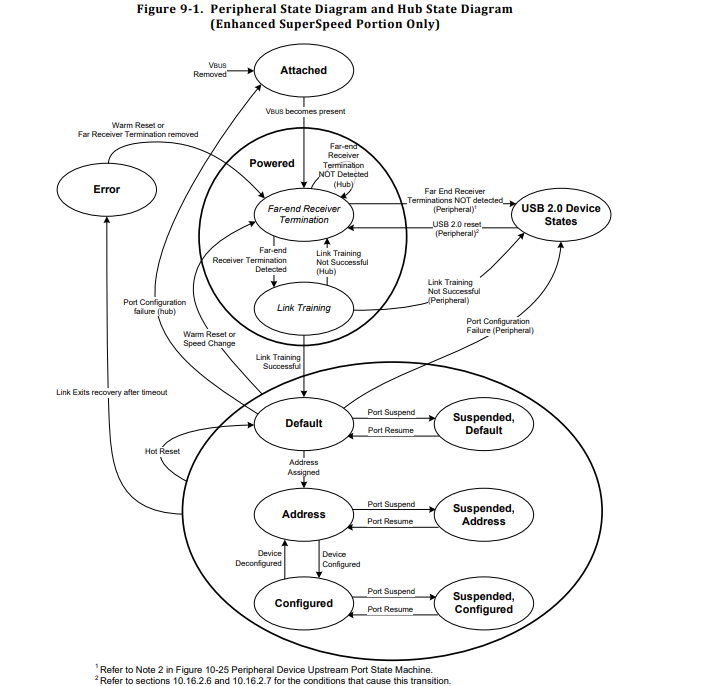 Figure 9-1. Peripheral State Diagram and Hub State Diagram
(Enhanced SuperSpeed Portion Only)
VBUS
Removed
Attached
VBUS becomes present
Warm Reset or
Far Receiver Termination removed
Error
Powered
Far-end
Receiver
Termination
NOT Detected
(Hub)
Far-end Receiver
Termination
Far End Receiver
Terminations NOT detected
(Peripheral)1
USB 2.0 reset
(Peripheral)2
USB 2.0 Device
States
Far-end
Receiver Termination
Detected
Link Training
Not Successful
(Hub)
Link Training
Link Training
Not Successful
(Peripheral)
Port Configuration
failure (hub)
Port Configuration
Failure (Peripheral)
Warm Reset or
Speed Change
Link Training
Successful
Link Exits recovery after timeout
Hot Reset
Default
Port Suspend
Port Resume
Suspended,
Default
Address
Assigned
Address
Port Suspend
Port Resume
Suspended,
Address
Device
Deconfigured
Device
Configured
Configured
Port Suspend
Port Resume
Suspended,
Configured
1 Refer to Note 2 in Figure 10-25 Peripheral Device Upstream Port State Machine.
2 Refer to sections 10.16.2.6 and 10.16.2.7 for the conditions that cause this transition.